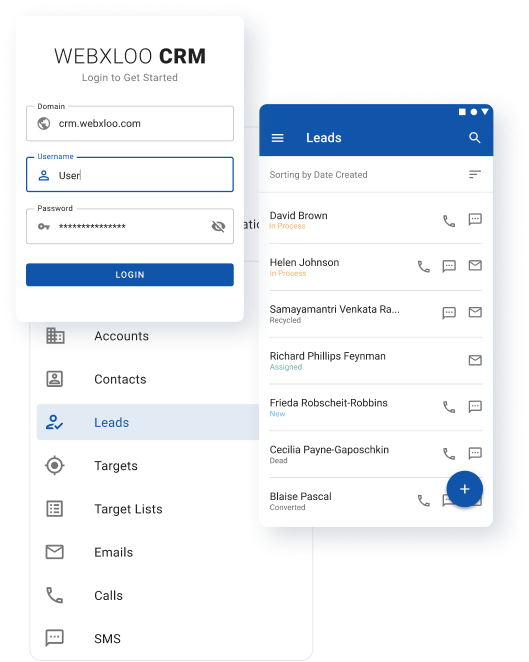 WEBXLOO CRM
Login to Get Started
Domain
crm.webxloo.com
Username
User
Password
***************
LOGIN
Accounts
Contacts
Leads
Targets
Target Lists
Emails
Calls
SMS
Leads
Sorting by Date Created
David Brown
In Process
Helen Johnson
In Process
Samayamantri Venkata Ra...
Recycled
Richard Phillips Feynman
Assigned
Frieda Robscheit-Robbins
New
Cecilia Payne-Gaposchkin
Dead
Blaise Pascal
Converted